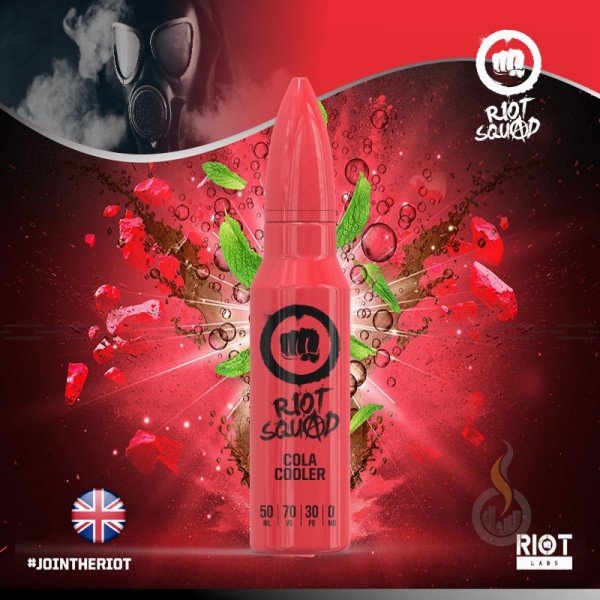 RIOT
SQUAD
RIOT
SQUAD
COLA
COOLER
50 | 70 | 30 | 0
ML | VG | PG | MG
#JOINTHERIOT
RIOT
LABS